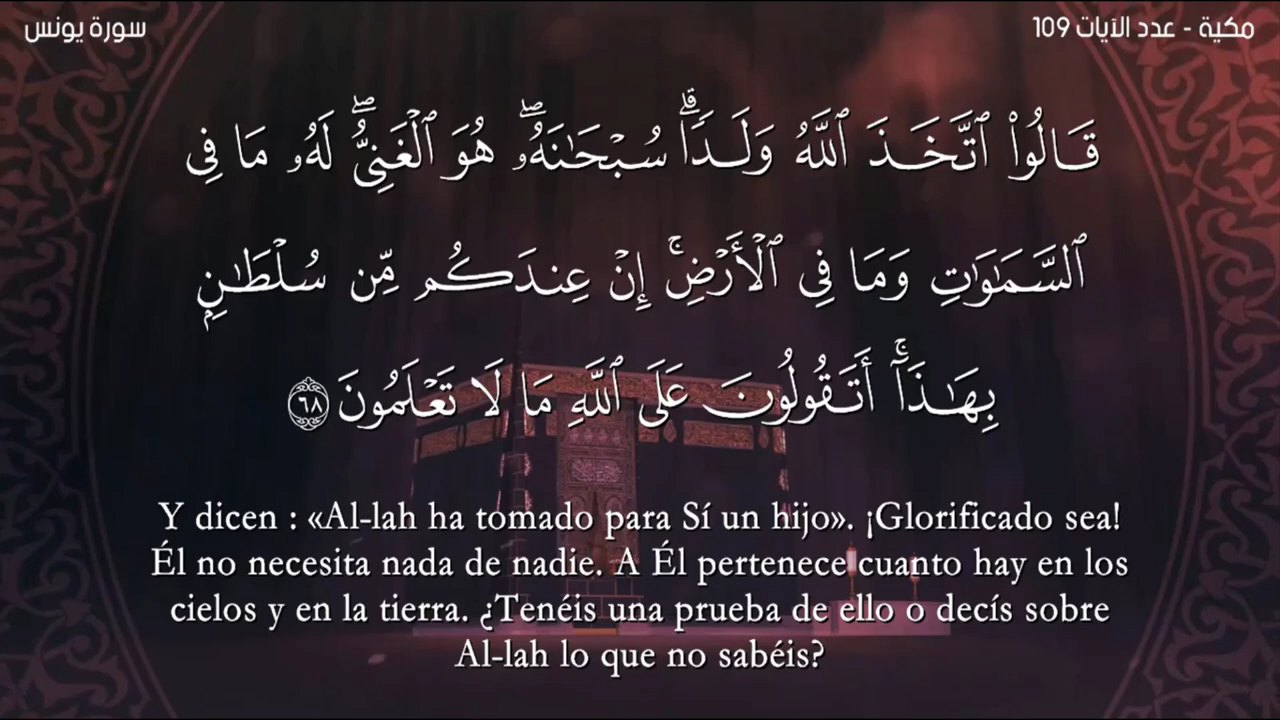 مكية - عدد الآيات 109
سورة يونس
قَالُوا۟ ٱتَّخَذَ ٱللَّهُ وَلَدًۭا ۗ سُبْحَـٰنَهُۥ ۖ هُوَ ٱلْغَنِىُّ ۖ لَهُۥ مَا فِى
ٱلسَّمَـٰوَٰتِ وَمَا فِى ٱلْأَرْضِ ۚ إِنْ عِندَكُم مِّن سُلْطَـٰنٍۭ
بِهَـٰذَآ ۚ أَتَقُولُونَ عَلَى ٱللَّهِ مَا لَا تَعْلَمُونَ ٦٨
Y dicen : «Al-lah ha tomado para Sí un hijo». ¡Glorificado sea!
Él no necesita nada de nadie. A Él pertenece cuanto hay en los
cielos y en la tierra. ¿Tenéis una prueba de ello o decís sobre
Al-lah lo que no sabéis?